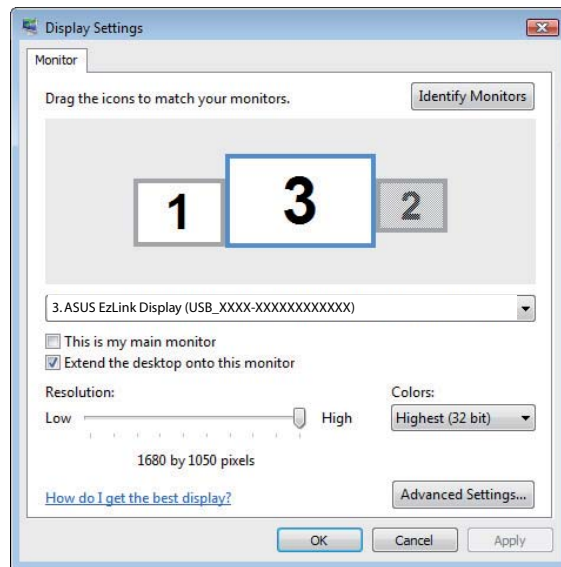 Display Settings
Monitor
Drag the icons to match your monitors.
Identify Monitors
1
3
2
3. ASUS EzLink Display (USB_XXXX-XXXXXXXXXXXX)
This is my main monitor
Extend the desktop onto this monitor
Resolution:
Colors:
Low
High
Highest (32 bit)
1680 by 1050 pixels
How do I get the best display?
Advanced Settings...
OK
Cancel
Apply